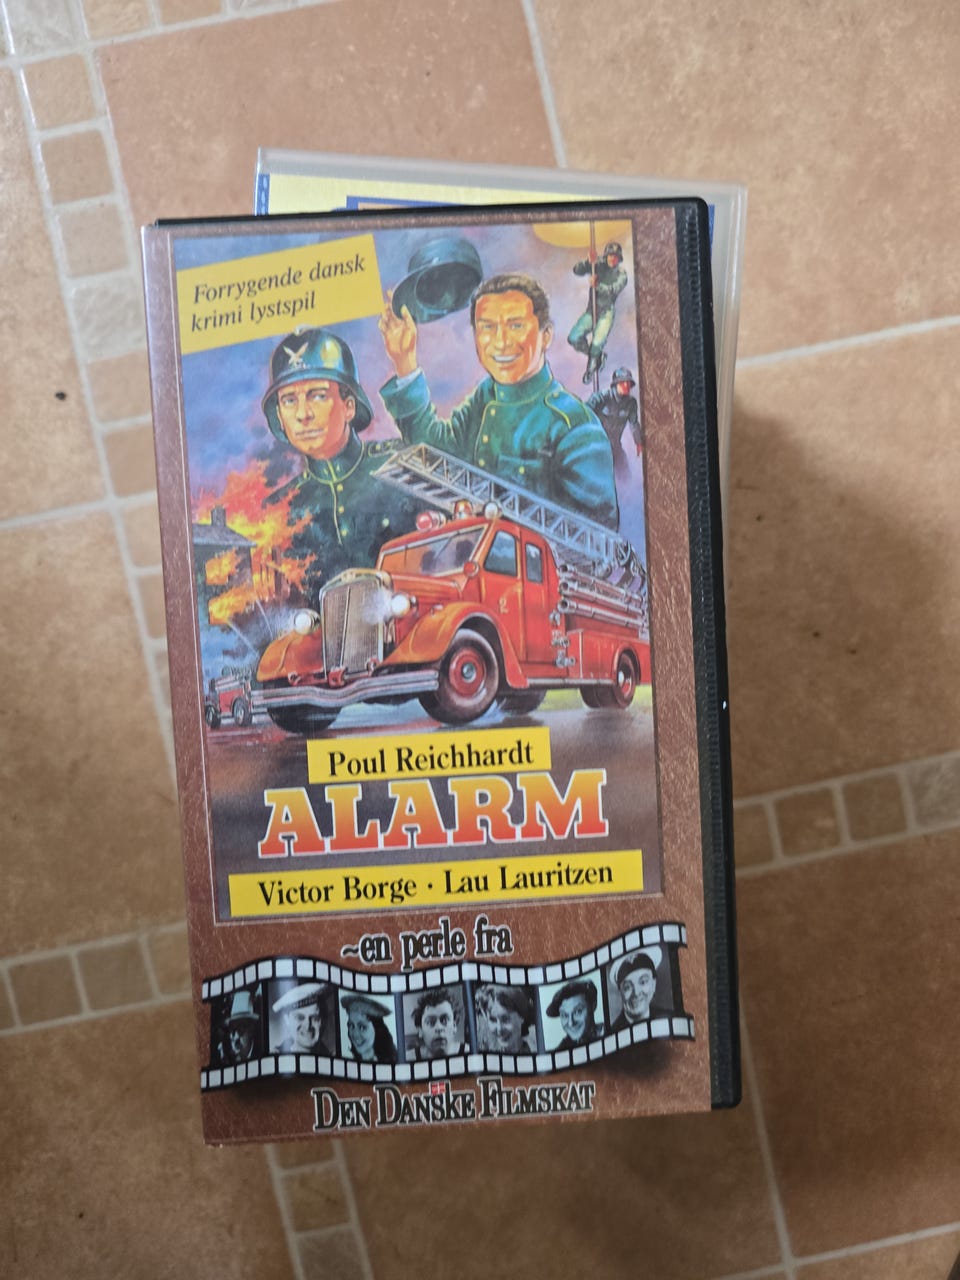 Forrygende dansk
krimi lystspil
Poul Reichhardt
ALARM
Victor Borge · Lau Lauritzen
~en perle fra
DEN DANSKE FILMSKAT